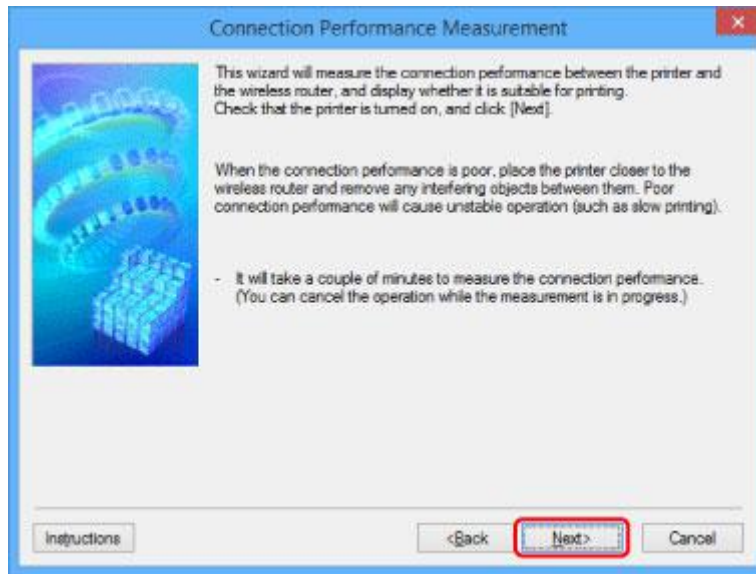 Connection Performance Measurement
This wizard will measure the connection performance between the printer and
the wireless router, and display whether it is suitable for printing.
Check that the printer is turned on, and click [Next].
When the connection performance is poor, place the printer closer to the
wireless router and remove any interfering objects between them. Poor
connection performance will cause unstable operation (such as slow printing).
- It will take a couple of minutes to measure the connection performance.
(You can cancel the operation while the measurement is in progress.)
Instructions <Back Next> Cancel